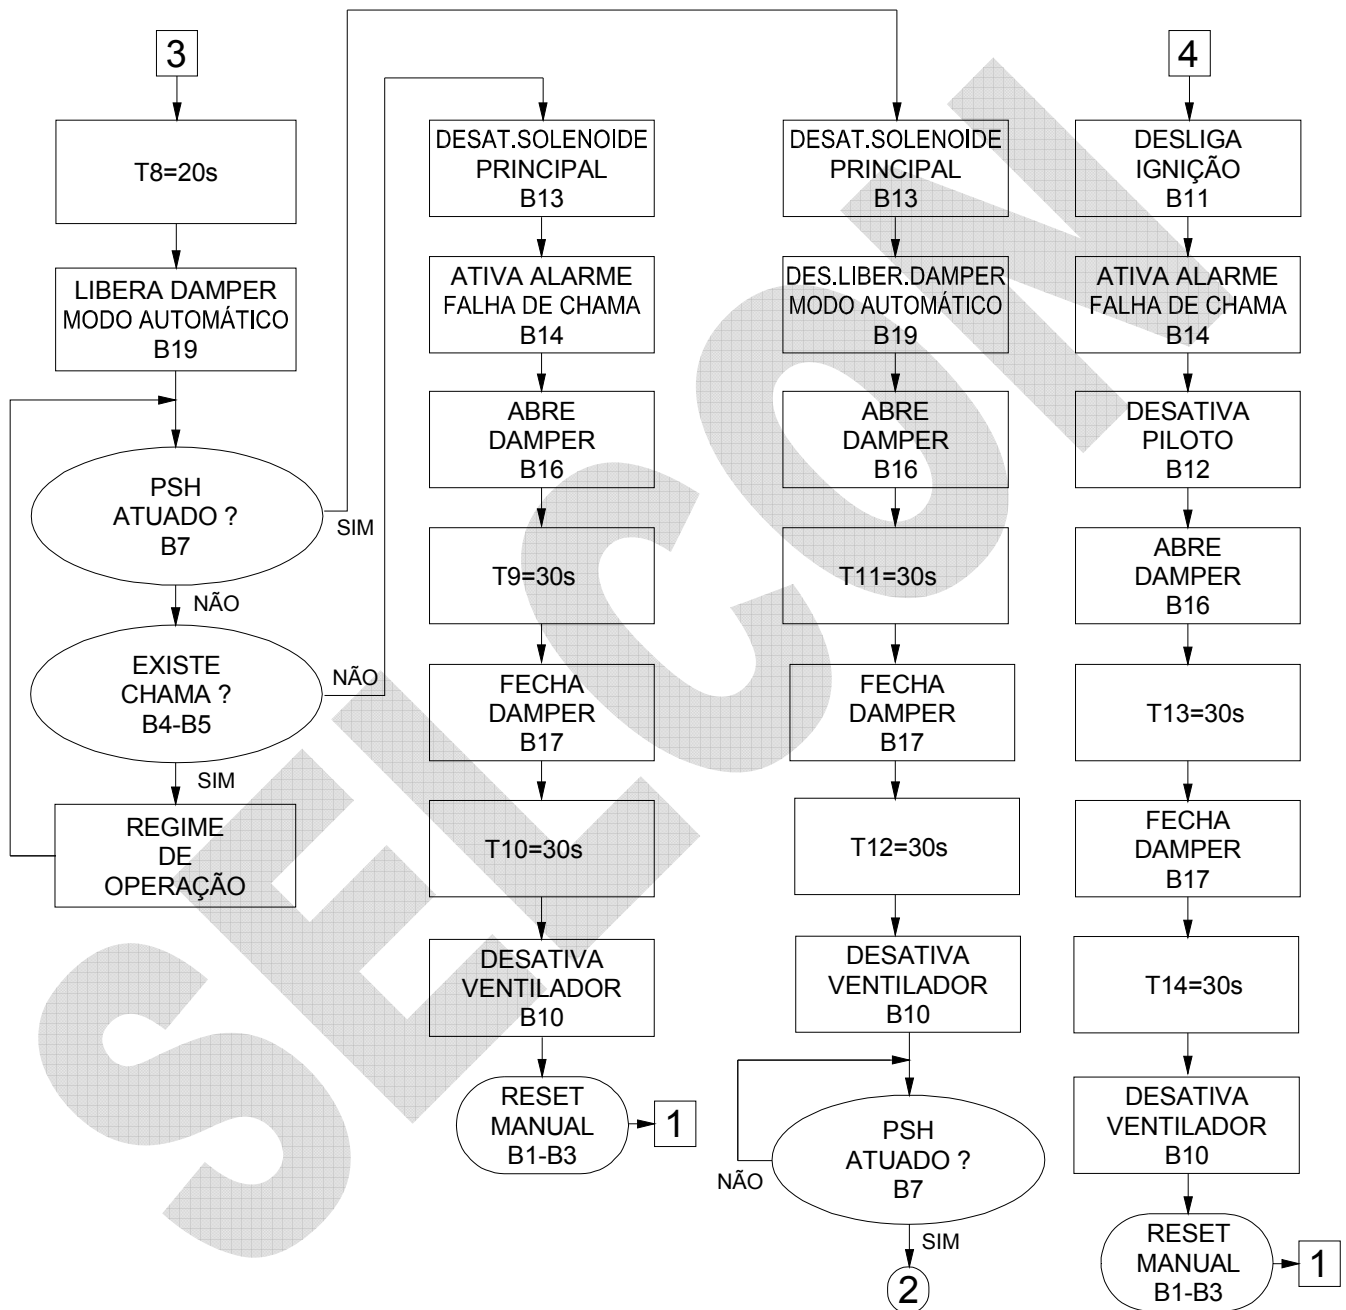 3
T8=20s
LIBERA DAMPER
MODO AUTOMÁTICO
B19
PSH
ATUADO ?
B7
SIM
NÃO
EXISTE
CHAMA ?
B4-B5
NÃO
SIM
REGIME
DE
OPERAÇÃO
DESAT.SOLENOIDE
PRINCIPAL
B13
ATIVA ALARME
FALHA DE CHAMA
B14
ABRE
DAMPER
B16
T9=30s
FECHA
DAMPER
B17
T10=30s
DESATIVA
VENTILADOR
B10
RESET
MANUAL
B1-B3
1
DESAT.SOLENOIDE
PRINCIPAL
B13
DES.LIBER.DAMPER
MODO AUTOMÁTICO
B19
ABRE
DAMPER
B16
T11=30s
FECHA
DAMPER
B17
T12=30s
DESATIVA
VENTILADOR
B10
PSH
ATUADO ?
B7
NÃO
SIM
2
4
DESLIGA
IGNIÇÃO
B11
ATIVA ALARME
FALHA DE CHAMA
B14
DESATIVA
PILOTO
B12
ABRE
DAMPER
B16
T13=30s
FECHA
DAMPER
B17
T14=30s
DESATIVA
VENTILADOR
B10
RESET
MANUAL
B1-B3
1
SELCON